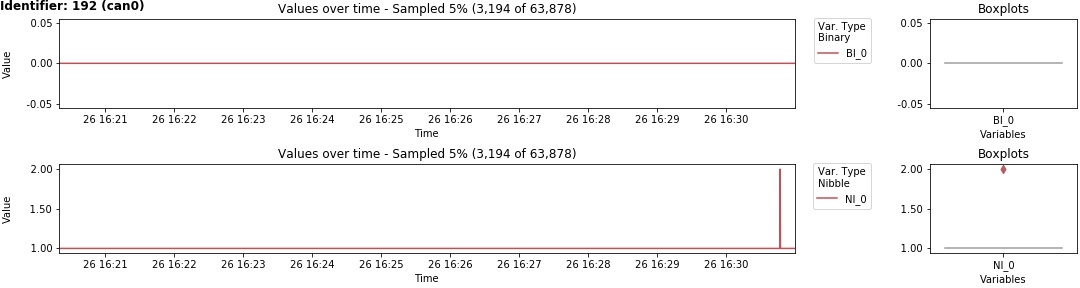 Identifier: 192 (can0)
Values over time - Sampled 5% (3,194 of 63,878)
Boxplots
0.05
0.00
-0.05
Value
26 16:21 26 16:22 26 16:23 26 16:24 26 16:25 26 16:26 26 16:27 26 16:28 26 16:29 26 16:30
Time
Var. Type
Binary
BI_0
0.05
0.00
-0.05
BI_0
Variables
Values over time - Sampled 5% (3,194 of 63,878)
Boxplots
2.00
1.50
1.00
Value
26 16:21 26 16:22 26 16:23 26 16:24 26 16:25 26 16:26 26 16:27 26 16:28 26 16:29 26 16:30
Time
Var. Type
Nibble
NI_0
2.00
1.50
1.00
NI_0
Variables